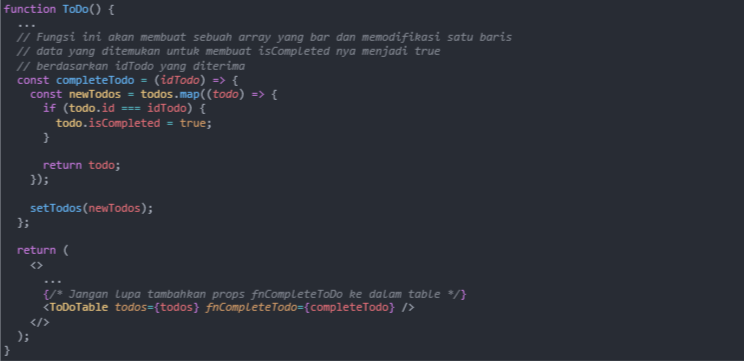 function ToDo() {
  ...
  // Fungsi ini akan membuat sebuah array yang bar dan memodifikasi satu baris
  // data yang ditemukan untuk membuat isCompleted nya menjadi true
  // berdasarkan idTodo yang diterima
  const completeTodo = (idTodo) => {
    const newTodos = todos.map((todo) => {
      if (todo.id === idTodo) {
        todo.isCompleted = true;
      }

      return todo;
    });

    setTodos(newTodos);
  };

  return (
    <>
      ...
      {/* Jangan lupa tambahkan props fnCompleteToDo ke dalam table */}
      <ToDoTable todos={todos} fnCompleteTodo={completeTodo} />
    </>
  );
}